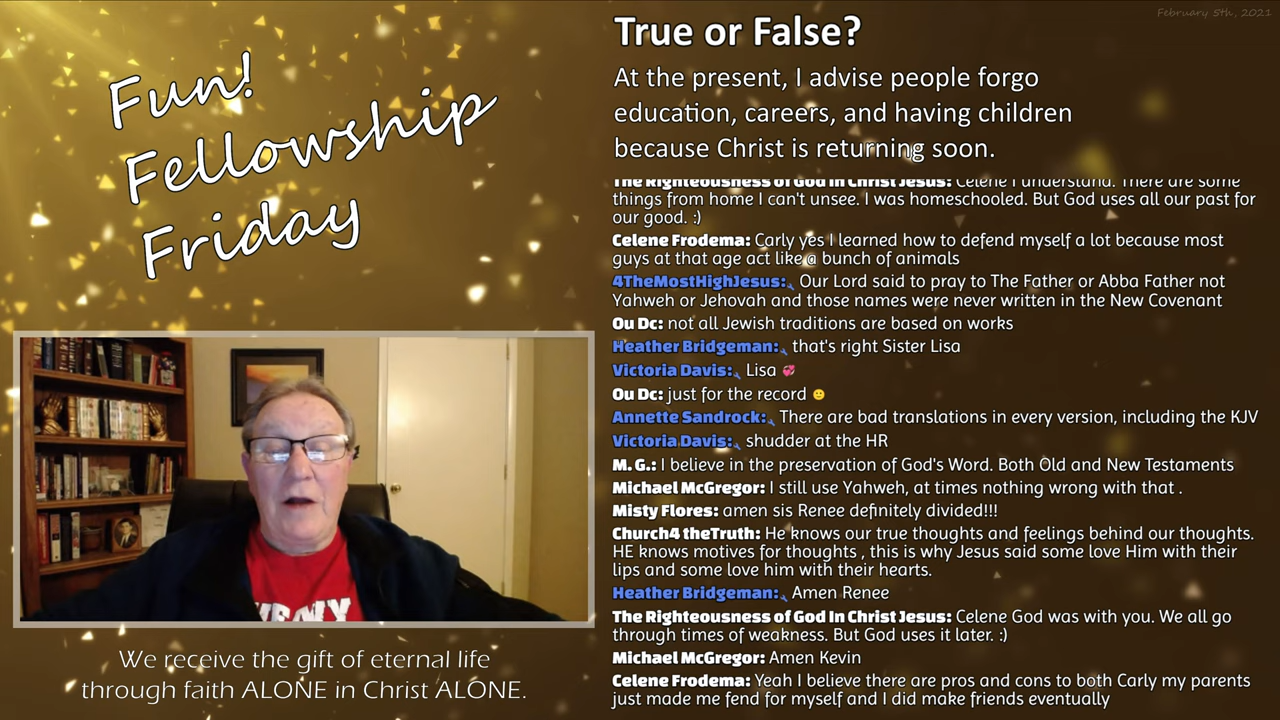 Fun!
Fellowship
Friday
We receive the gift of eternal life
through faith ALONE in Christ ALONE.
February 5th, 2021
True or False?
At the present, I advise people forgo
education, careers, and having children
because Christ is returning soon.
The Righteousness of God In Christ Jesus: Celene I understand. There are some
things from home I can't unsee. I was homeschooled. But God uses all our past for
our good. :)
Celene Frodema: Carly yes I learned how to defend myself a lot because most
guys at that age act like a bunch of animals
4TheMostHighJesus: Our Lord said to pray to The Father or Abba Father not
Yahweh or Jehovah and those names were never written in the New Covenant
Ou Dc: not all Jewish traditions are based on works
Heather Bridgeman: that's right Sister Lisa
Victoria Davis: Lisa 💞
Ou Dc: just for the record 🙂
Annette Sandrock: There are bad translations in every version, including the KJV
Victoria Davis: shudder at the HR
M. G.: I believe in the preservation of God's Word. Both Old and New Testaments
Michael McGregor: I still use Yahweh, at times nothing wrong with that .
Misty Flores: amen sis Renee definitely divided!!!
Church4 theTruth: He knows our true thoughts and feelings behind our thoughts.
HE knows motives for thoughts , this is why Jesus said some love Him with their
lips and some love him with their hearts.
Heather Bridgeman: Amen Renee
The Righteousness of God In Christ Jesus: Celene God was with you. We all go
through times of weakness. But God uses it later. :)
Michael McGregor: Amen Kevin
Celene Frodema: Yeah I believe there are pros and cons to both Carly my parents
just made me fend for myself and I did make friends eventually